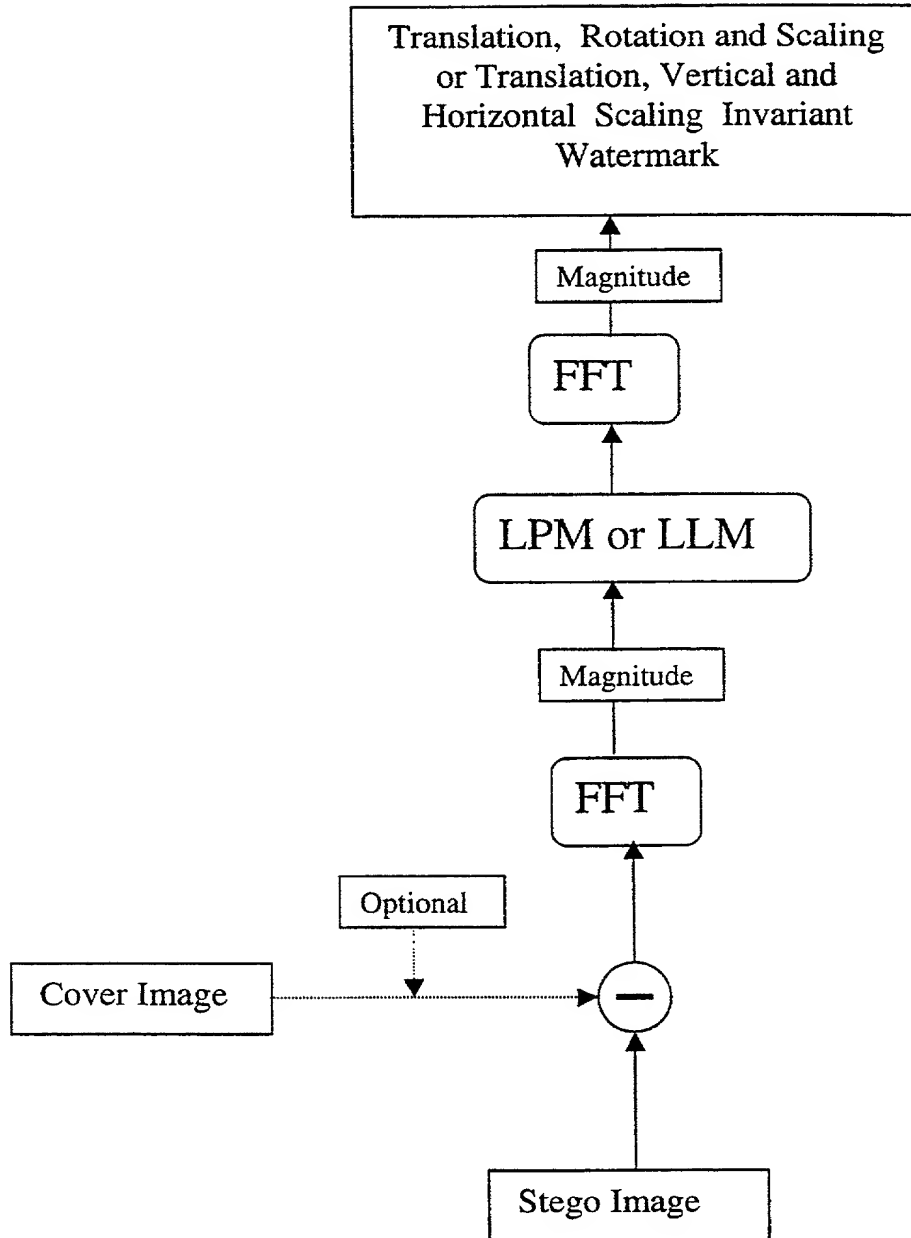 Translation, Rotation and Scaling
or Translation, Vertical and
Horizontal Scaling Invariant
Watermark
Magnitude
FFT
LPM or LLM
Magnitude
FFT
Optional
Cover Image
Stego Image